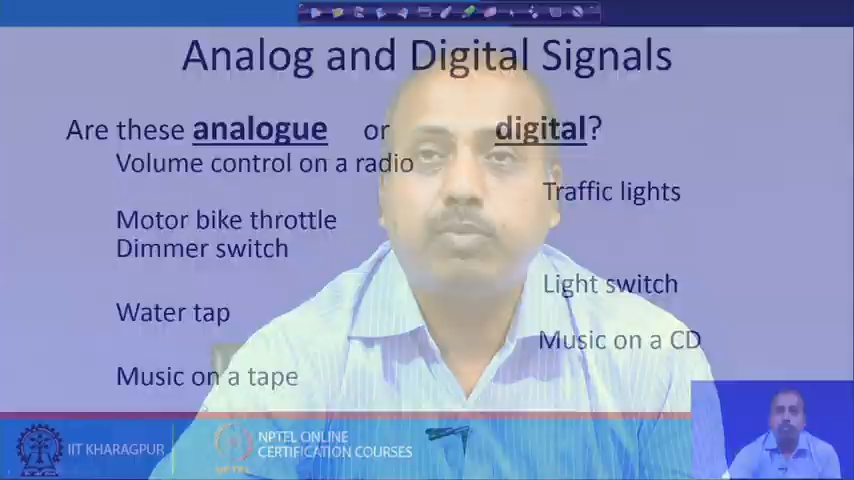 Analog and Digital Signals
Are these analogue or digital?
Volume control on a radio
Traffic lights
Motor bike throttle
Dimmer switch
Light switch
Water tap
Music on a CD
Music on a tape
IIT KHARAGPUR
NPTEL ONLINE
CERTIFICATION COURSES
NPTEL